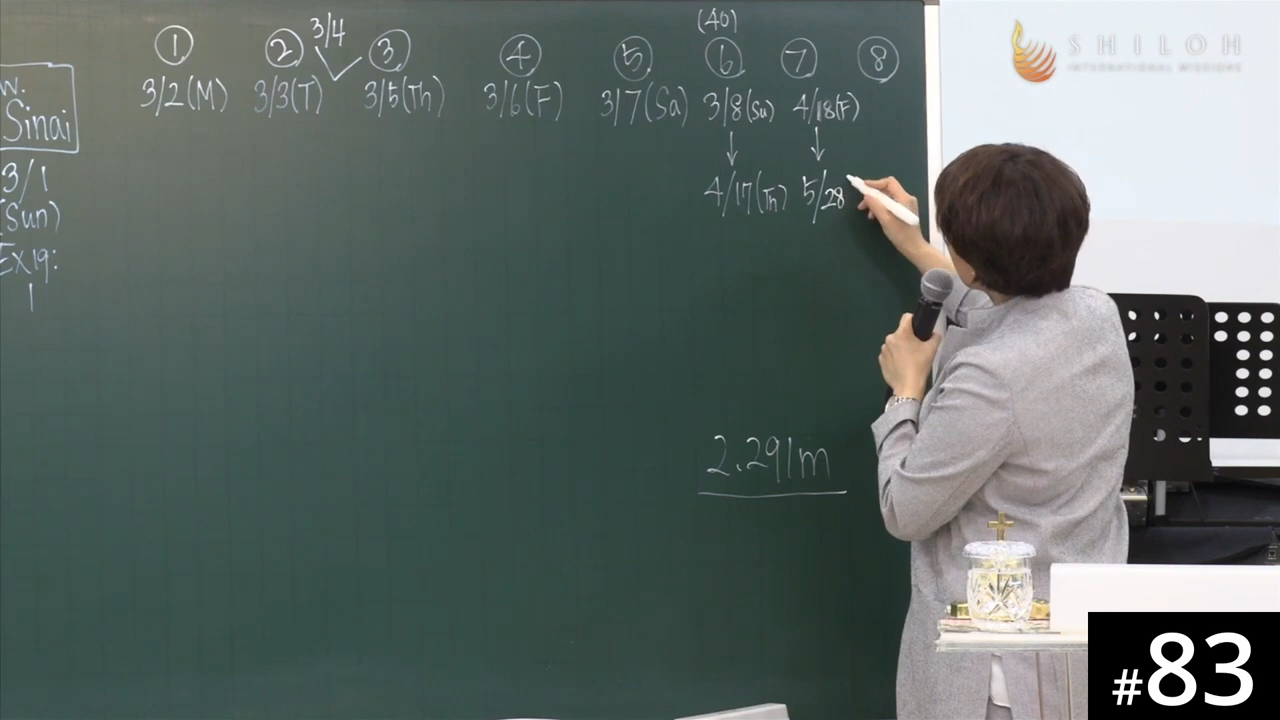 w.
Sinai
3/1
(Sun)
Ex19:
1
① ② 3/4 ③ ④ ⑤ (40) ⑥ ⑦ ⑧
3/2(M) 3/3(T) 3/5(Th) 3/6(F) 3/7(Sa) 3/8(Su) 4/18(F)
↓ ↓
4/17(Th) 5/28
2.291m
SHILOH
INTERNATIONAL MISSIONS
#83